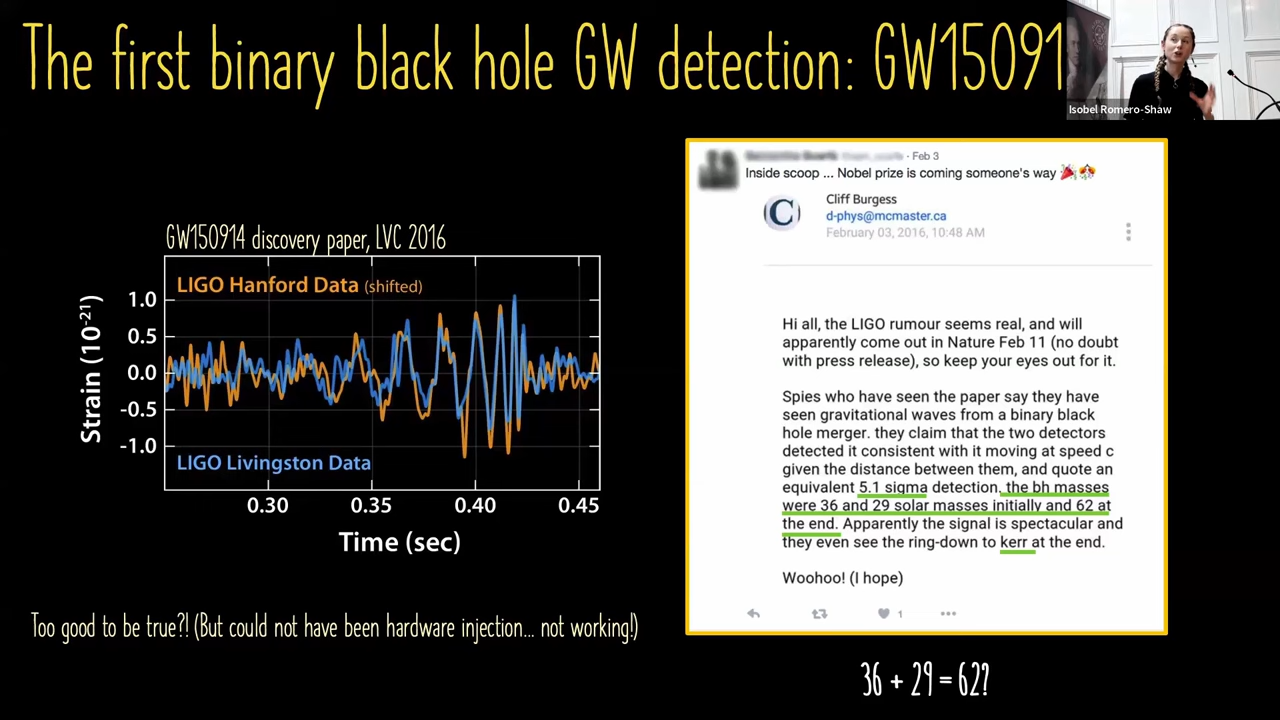 The first binary black hole GW detection: GW15091
Isobel Romero-Shaw
GW150914 discovery paper, LVC 2016
LIGO Hanford Data (shifted)
LIGO Livingston Data
Strain (10-21)
1.0
0.5
0.0
-0.5
-1.0
0.30
0.35
0.40
0.45
Time (sec)
Too good to be true?! (But could not have been hardware injection... not working!)
· Feb 3
Inside scoop ... Nobel prize is coming someone's way
C
Cliff Burgess
d-phys@mcmaster.ca
February 03, 2016, 10:48 AM
Hi all, the LIGO rumour seems real, and will
apparently come out in Nature Feb 11 (no doubt
with press release), so keep your eyes out for it.
Spies who have seen the paper say they have
seen gravitational waves from a binary black
hole merger. they claim that the two detectors
detected it consistent with it moving at speed c
given the distance between them, and quote an
equivalent 5.1 sigma detection. the bh masses
were 36 and 29 solar masses initially and 62 at
the end. Apparently the signal is spectacular and
they even see the ring-down to kerr at the end.
Woohoo! (I hope)
1
36 + 29 = 62?